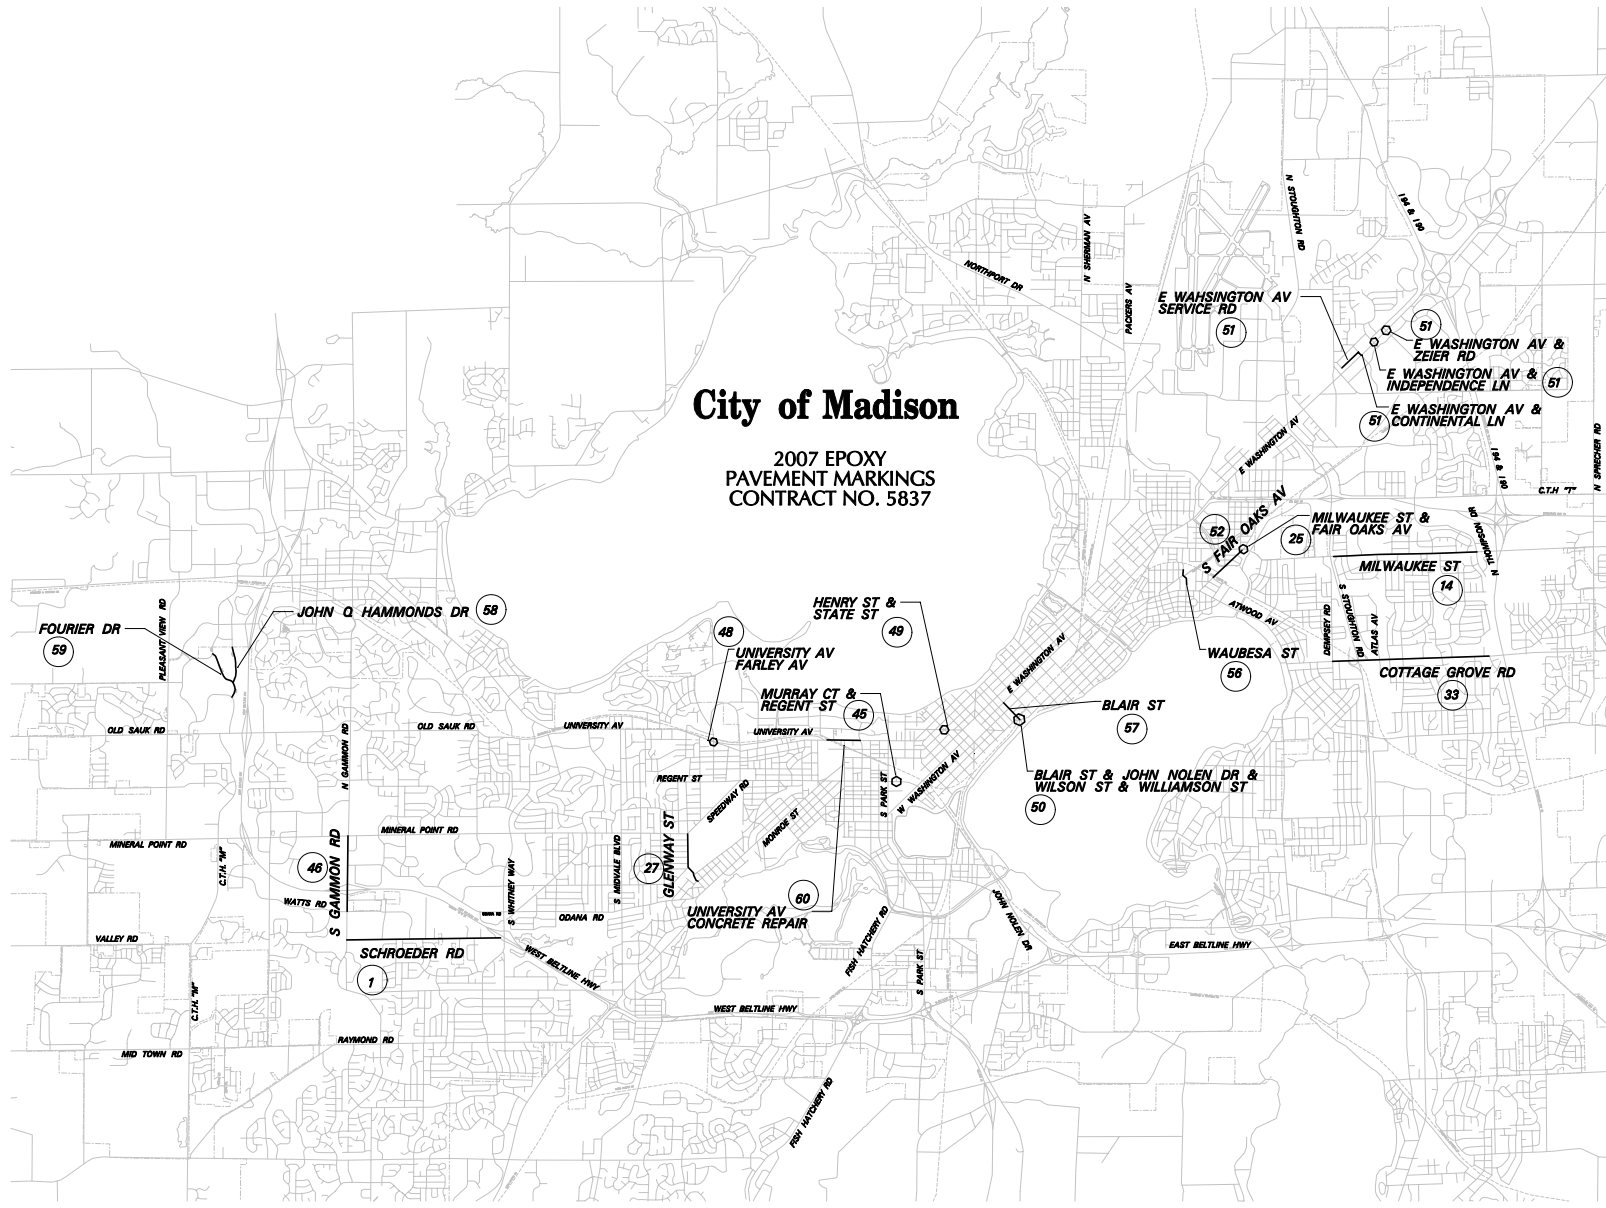 City of Madison
2007 EPOXY
PAVEMENT MARKINGS
CONTRACT NO. 5837
N STOUGHTON RD
I 94 & I 90
N SHERMAN AV
NORTHPORT DR
PACKERS AV
E WAHSINGTON AV
SERVICE RD
51
51
E WASHINGTON AV &
ZEIER RD
E WASHINGTON AV &
INDEPENDENCE LN
51
E WASHINGTON AV &
CONTINENTAL LN
51
E WASHINGTON AV
I 94 & I 90
N SPRECHER RD
C.T.H "T"
N THOMPSON DR
52
S FAIR OAKS AV
MILWAUKEE ST &
FAIR OAKS AV
25
MILWAUKEE ST
14
S STOUGHTON RD
DEMPSEY RD
ATLAS AV
ATWOOD AV
WAUBESA ST
56
COTTAGE GROVE RD
33
JOHN Q HAMMONDS DR
58
FOURIER DR
59
PLEASANT VIEW RD
HENRY ST &
STATE ST
49
48
UNIVERSITY AV
FARLEY AV
MURRAY CT &
REGENT ST
45
E WASHINGTON AV
BLAIR ST
57
BLAIR ST & JOHN NOLEN DR &
WILSON ST & WILLIAMSON ST
50
OLD SAUK RD
N GAMMON RD
OLD SAUK RD
UNIVERSITY AV
UNIVERSITY AV
REGENT ST
SPEEDWAY RD
MONROE ST
S PARK ST
W WASHINGTON AV
MINERAL POINT RD
MINERAL POINT RD
C.T.H. "M"
46
S GAMMON RD
WATTS RD
S WHITNEY WAY
ODANA RD
S MIDVALE BLVD
27
GLENWAY ST
60
UNIVERSITY AV
CONCRETE REPAIR
ODANA RD
VALLEY RD
SCHROEDER RD
1
C.T.H. "M"
WEST BELTLINE HWY
FISH HATCHERY RD
S PARK ST
JOHN NOLEN DR
EAST BELTLINE HWY
WEST BELTLINE HWY
MID TOWN RD
RAYMOND RD
FISH HATCHERY RD